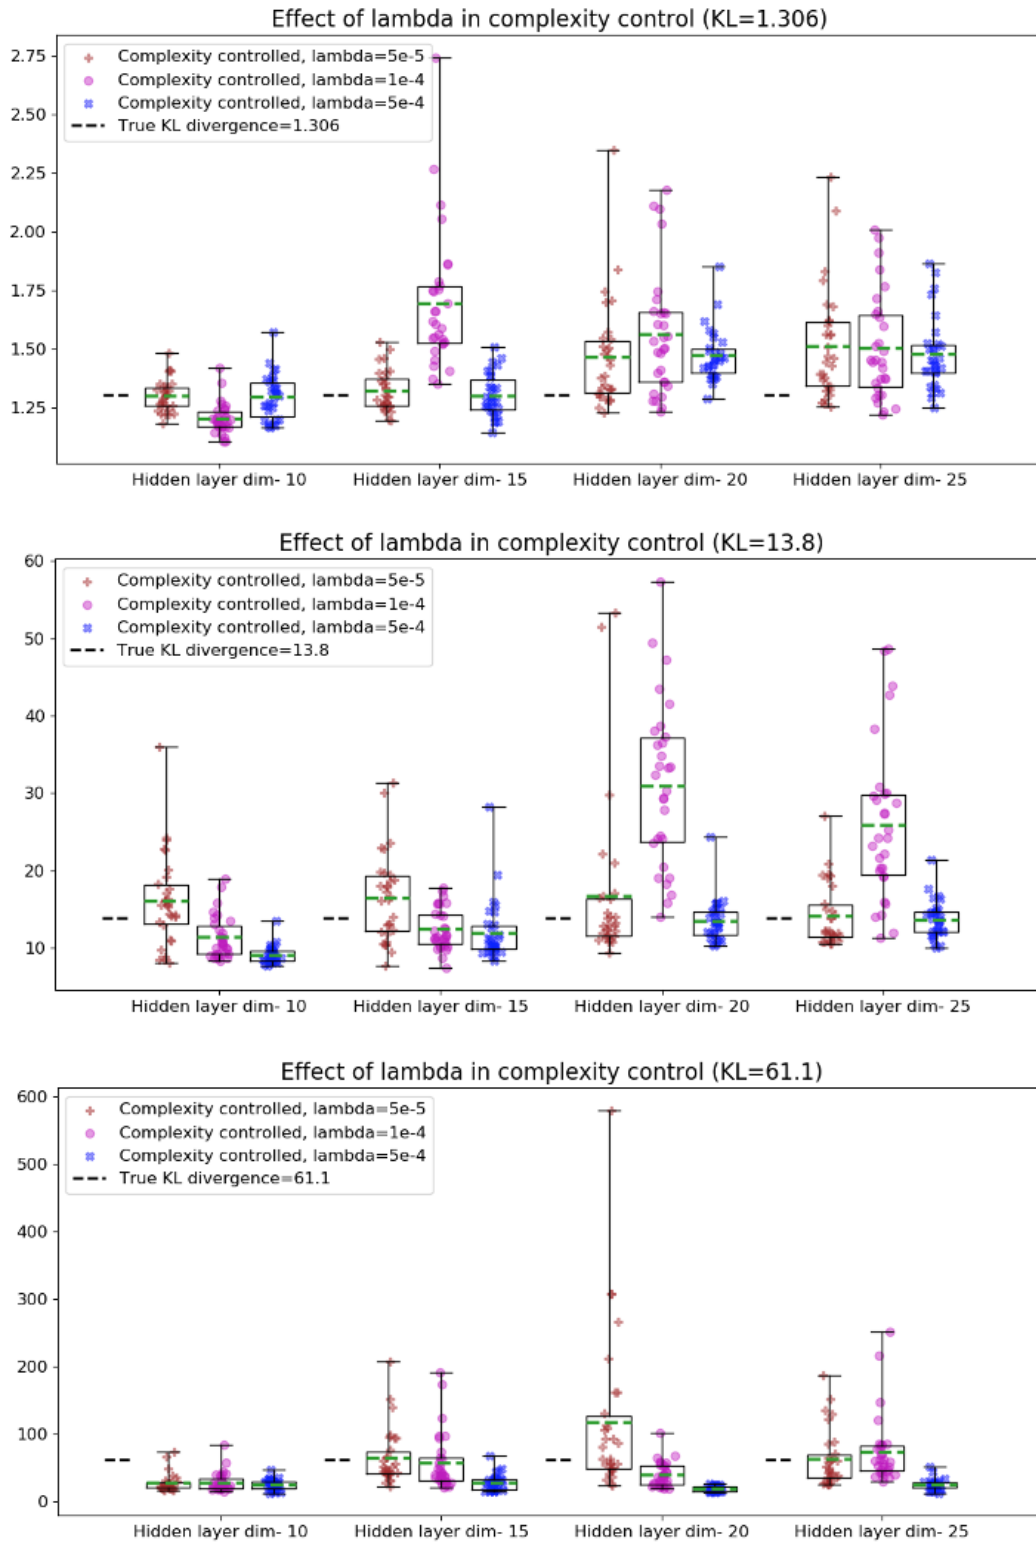 Effect of lambda in complexity control (KL=1.306)
Complexity controlled, lambda=5e-5
Complexity controlled, lambda=1e-4
Complexity controlled, lambda=5e-4
True KL divergence=1.306
2.75
2.50
2.25
2.00
1.75
1.50
1.25
Hidden layer dim- 10 Hidden layer dim- 15 Hidden layer dim- 20 Hidden layer dim- 25
Effect of lambda in complexity control (KL=13.8)
Complexity controlled, lambda=5e-5
Complexity controlled, lambda=1e-4
Complexity controlled, lambda=5e-4
True KL divergence=13.8
60
50
40
30
20
10
Hidden layer dim- 10 Hidden layer dim- 15 Hidden layer dim- 20 Hidden layer dim- 25
Effect of lambda in complexity control (KL=61.1)
Complexity controlled, lambda=5e-5
Complexity controlled, lambda=1e-4
Complexity controlled, lambda=5e-4
True KL divergence=61.1
600
500
400
300
200
100
0
Hidden layer dim- 10 Hidden layer dim- 15 Hidden layer dim- 20 Hidden layer dim- 25